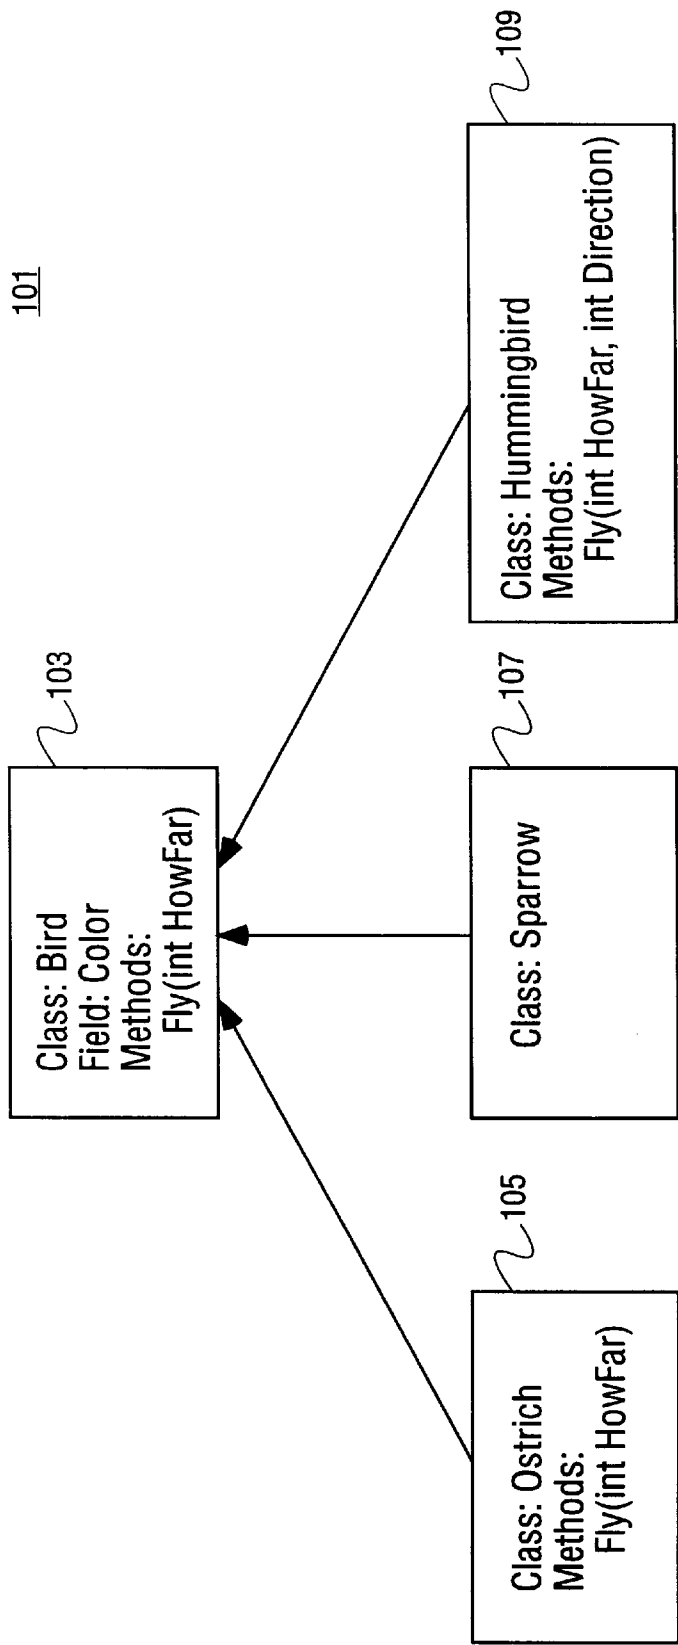 101
Class: Bird
Field: Color
Methods:
Fly(int HowFar)
103
Class: Ostrich
Methods:
Fly(int HowFar)
105
Class: Sparrow
107
Class: Hummingbird
Methods:
Fly(int HowFar, int Direction)
109